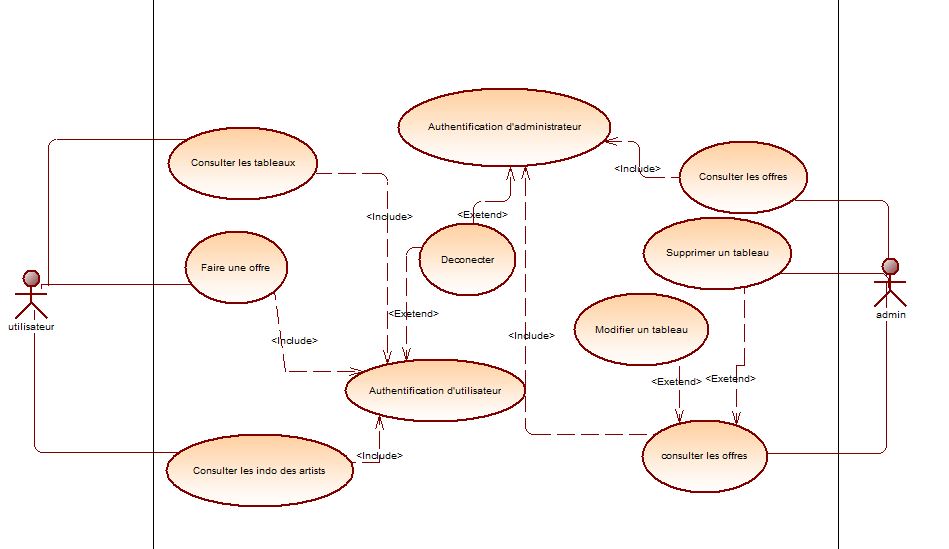 Authentification d'administrateur
Consulter les tableaux
<Include>
Consulter les offres
<Include>
<Exetend>
Faire une offre
Deconecter
Supprimer un tableau
utilisateur
admin
<Exetend>
Modifier un tableau
<Include>
<Include>
<Exetend>
<Exetend>
Authentification d'utilisateur
<Include>
consulter les offres
Consulter les indo des artists